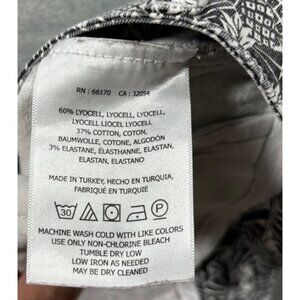 RN : 66170 CA : 32054
60% LYOCELL, LYOCELL, LYOCELL,
LYOCELL LIOCEL LYOCELL
37% COTTON, COTON,
BAUMWOLLE, COTONE, ALGODÓN
3% ELASTANE, ÉLASTHANNE, ELASTAN,
ELASTAN, ELASTANO
MADE IN TURKEY, HECHO EN TURQUIA,
FABRIQUÉ EN TURQUIE
30 P
MACHINE WASH COLD WITH LIKE COLORS
USE ONLY NON-CHLORINE BLEACH
TUMBLE DRY LOW
LOW IRON AS NEEDED
MAY BE DRY CLEANED